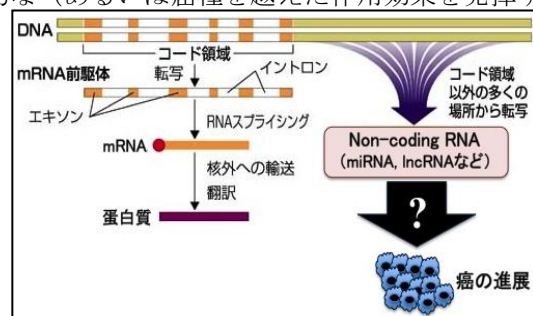 DNA
コード領域
転写
mRNA前駆体
イントロン
エキソン
RNAスプライシング
mRNA
核外への輸送
翻訳
蛋白質
コード領域
以外の多くの
場所から転写
Non-coding RNA
(miRNA, lncRNAなど)
?
癌の進展